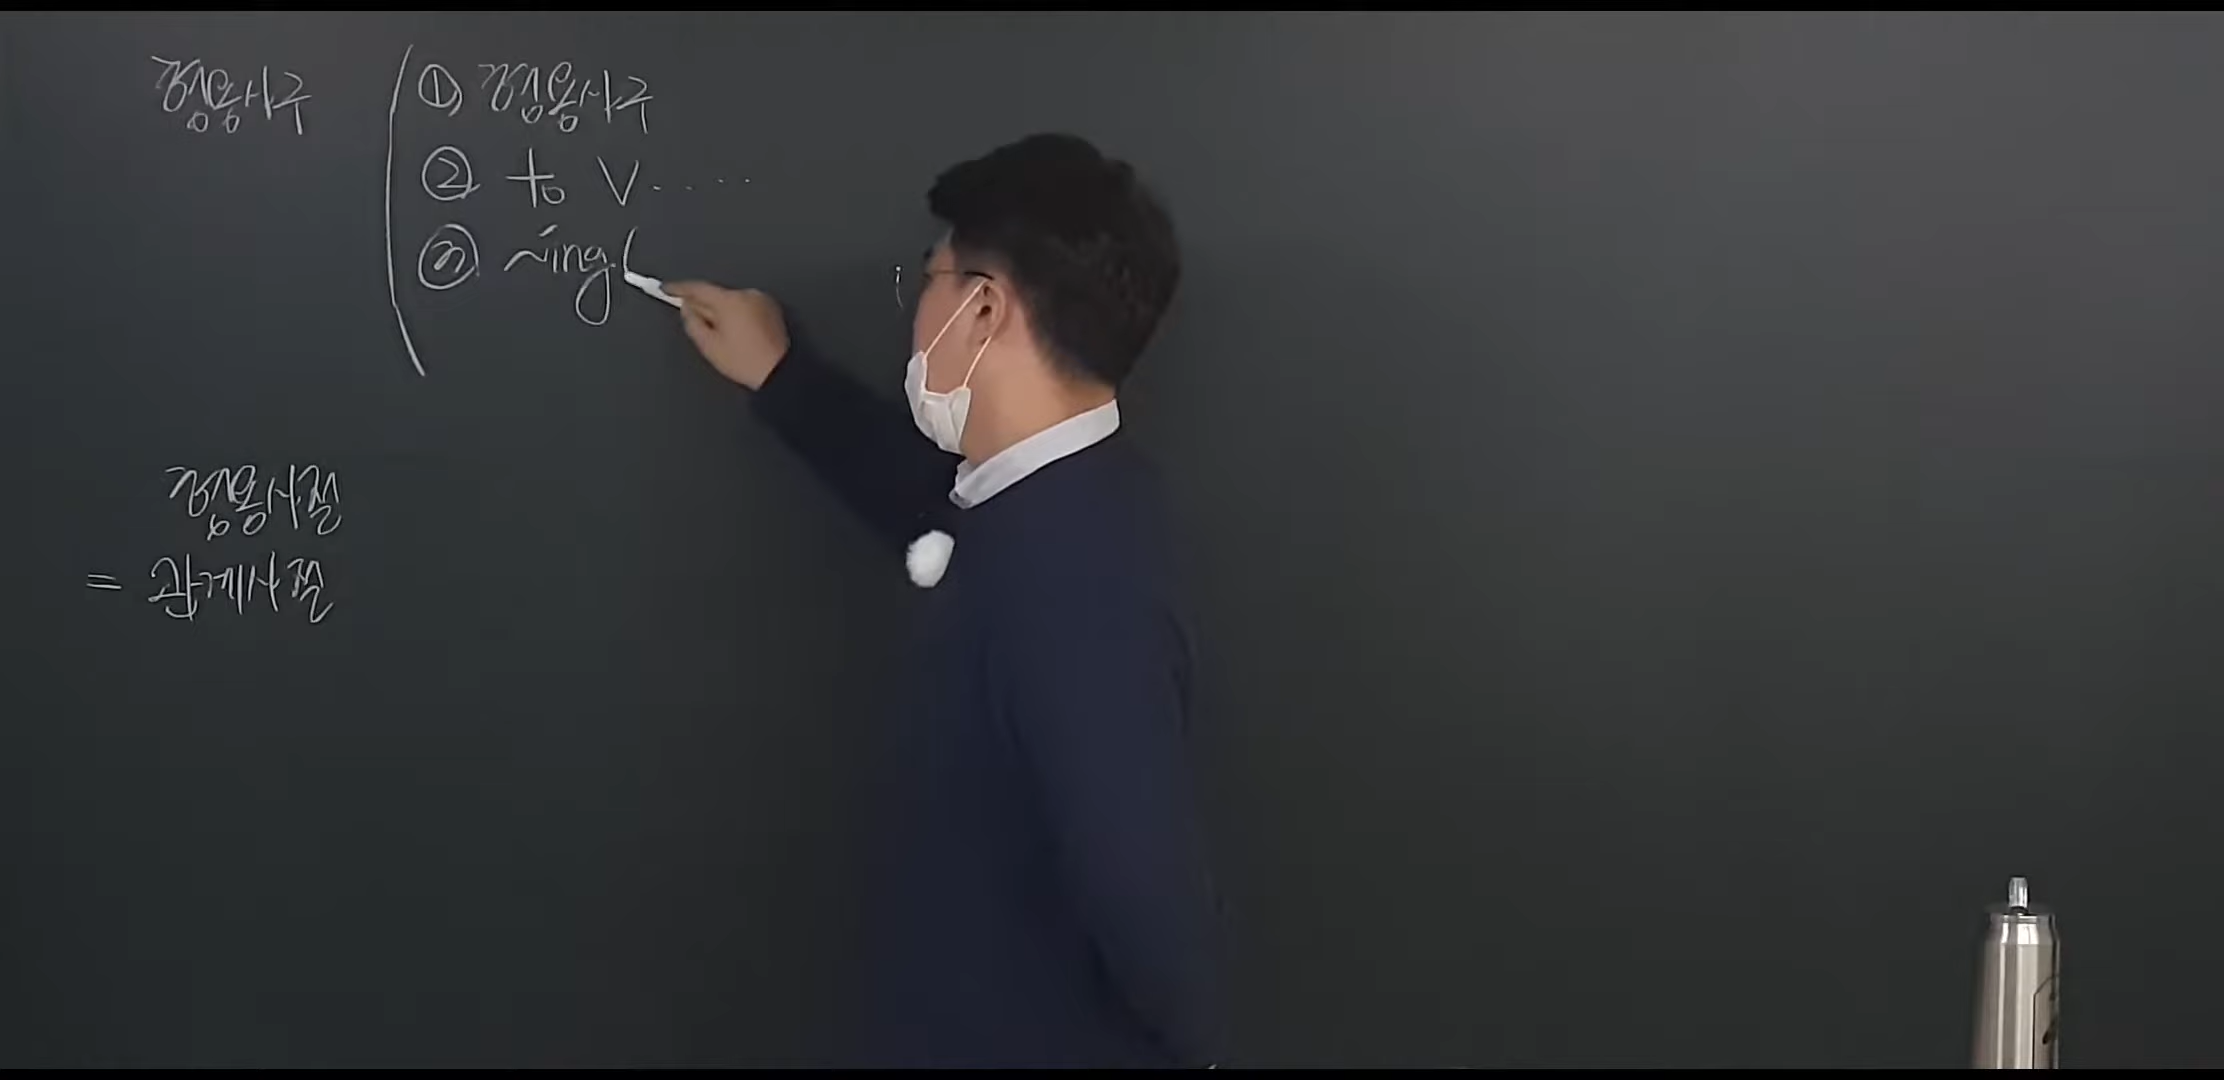 형용사구
① 형용사구
② to V.....
③ ~ing(
형용사절
= 관계사절